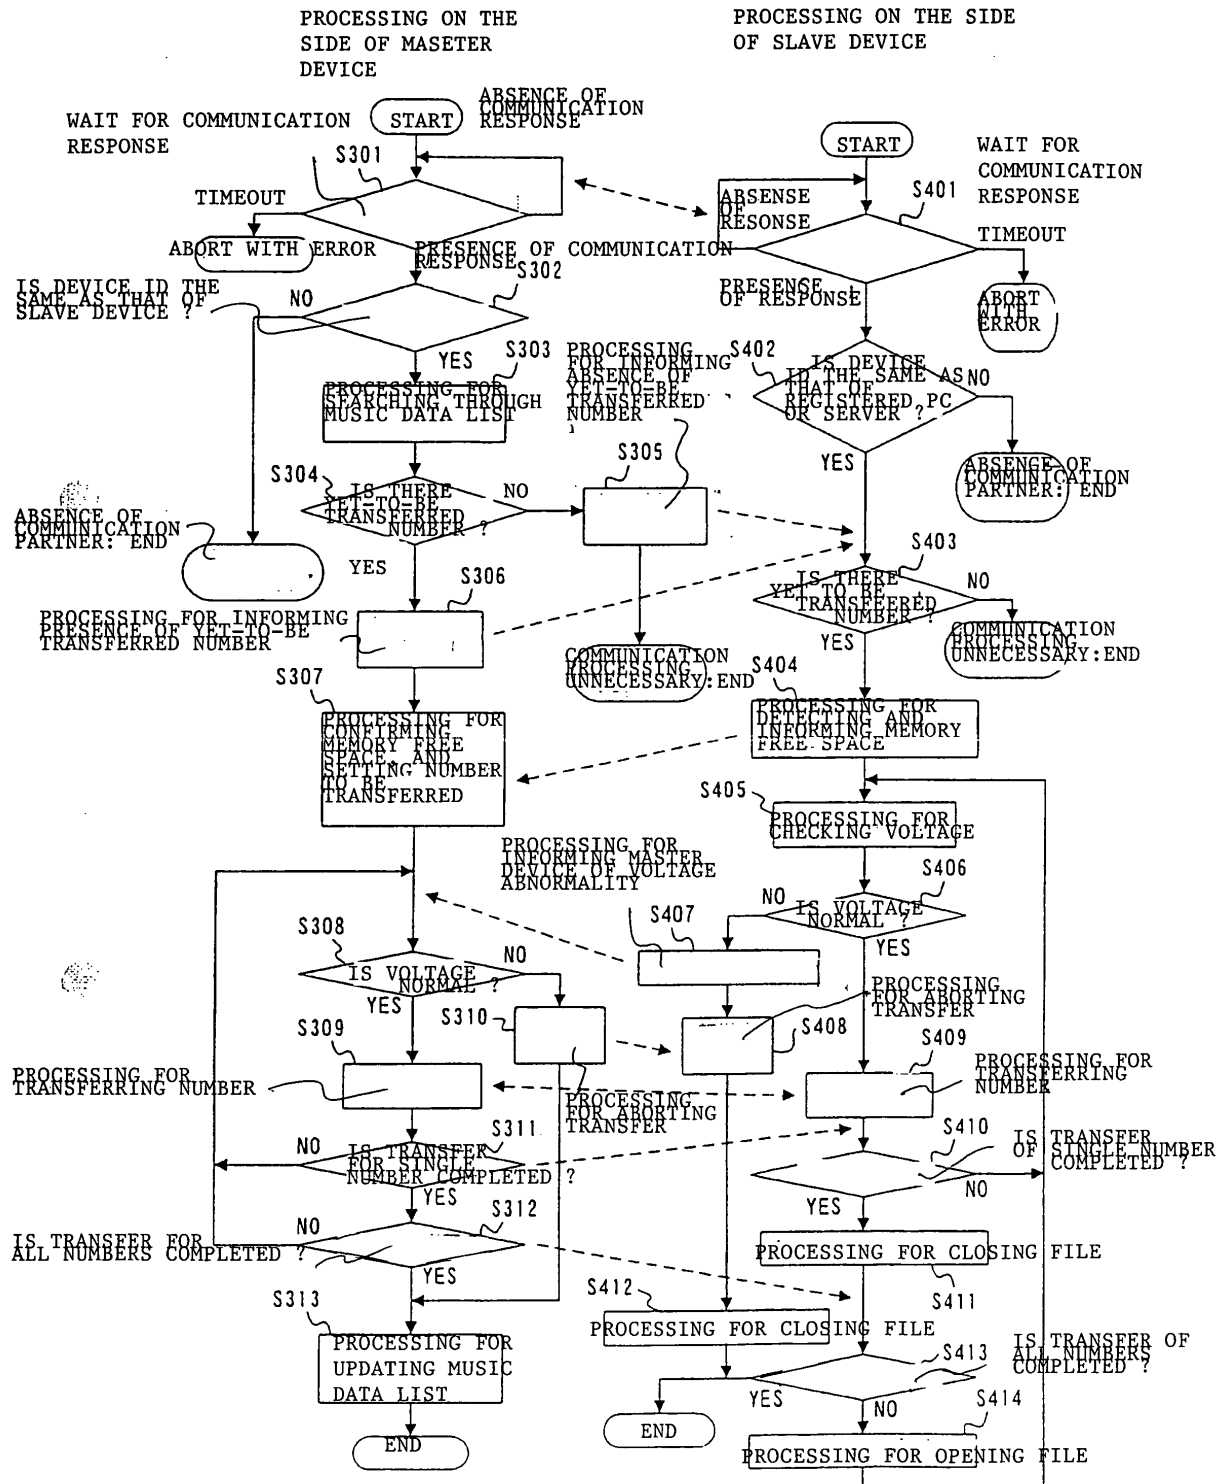 PROCESSING ON THE
SIDE OF MASETER
DEVICE
PROCESSING ON THE SIDE
OF SLAVE DEVICE
WAIT FOR COMMUNICATION
RESPONSE
START
ABSENCE OF
COMMUNICATION
RESPONSE
S301
TIMEOUT
ABORT WITH ERROR
PRESENCE OF COMMUNICATION
RESPONSE
S302
IS DEVICE ID THE
SAME AS THAT OF
SLAVE DEVICE ?
NO
YES
S303
PROCESSING FOR
SEARCHING THROUGH
MUSIC DATA LIST
S304
IS THERE
YET-TO-BE
TRANSFERRED
NUMBER ?
NO
YES
PROCESSING
FOR INFORMING
ABSENCE OF
YET-TO-BE
TRANSFERRED
NUMBER
S305
ABSENCE OF
COMMUNICATION
PARTNER: END
S306
PROCESSING FOR INFORMING
PRESENCE OF YET-TO-BE
TRANSFERRED NUMBER
COMMUNICATION
PROCESSING
UNNECESSARY:END
S307
PROCESSING FOR
CONFIRMING
MEMORY FREE
SPACE, AND
SETTING NUMBER
TO BE
TRANSFERRED
S308
IS VOLTAGE
NORMAL ?
NO
YES
S309
S310
PROCESSING FOR
TRANSFERRING NUMBER
PROCESSING
FOR ABORTING
TRANSFER
S311
IS TRANSFER
FOR SINGLE
NUMBER COMPLETED ?
NO
YES
S312
IS TRANSFER FOR
ALL NUMBERS COMPLETED ?
NO
YES
S313
PROCESSING FOR
UPDATING MUSIC
DATA LIST
END
START
WAIT FOR
COMMUNICATION
RESPONSE
S401
ABSENSE
OF
RESONSE
TIMEOUT
PRESENCE
OF RESPONSE
ABORT
WITH
ERROR
S402
IS DEVICE
ID THE SAME AS
THAT OF
REGISTERED PC
OR SERVER ?
NO
YES
ABSENGE OF
COMMUNICATION
PARTNER: END
S403
IS THERE
YET TO BE
TRANSFEERED
NUMBER ?
NO
YES
COMMUNICATION
PROCESSING
UNNECESSARY:END
S404
PROCESSING FOR
DETECTING AND
INFORMING MEMORY
FREE SPACE
S405
PROCESSING FOR
CHECKING VOLTAGE
S406
IS VOLTAGE
NORMAL ?
NO
YES
PROCESSING FOR
INFORMING MASTER
DEVICE OF VOLTAGE
ABNORMALITY
S407
PROCESSING
FOR ABORTING
TRANSFER
S408
S409
PROCESSING FOR
TRANSFERRING
NUMBER
S410
IS TRANSFER
OF SINGLE NUMBER
COMPLETED ?
NO
YES
PROCESSING FOR CLOSING FILE
S411
S412
PROCESSING FOR CLOSING FILE
S413
IS TRANSFER OF
ALL NUMBERS
COMPLETED ?
YES
NO
END
S414
PROCESSING FOR OPENING FILE